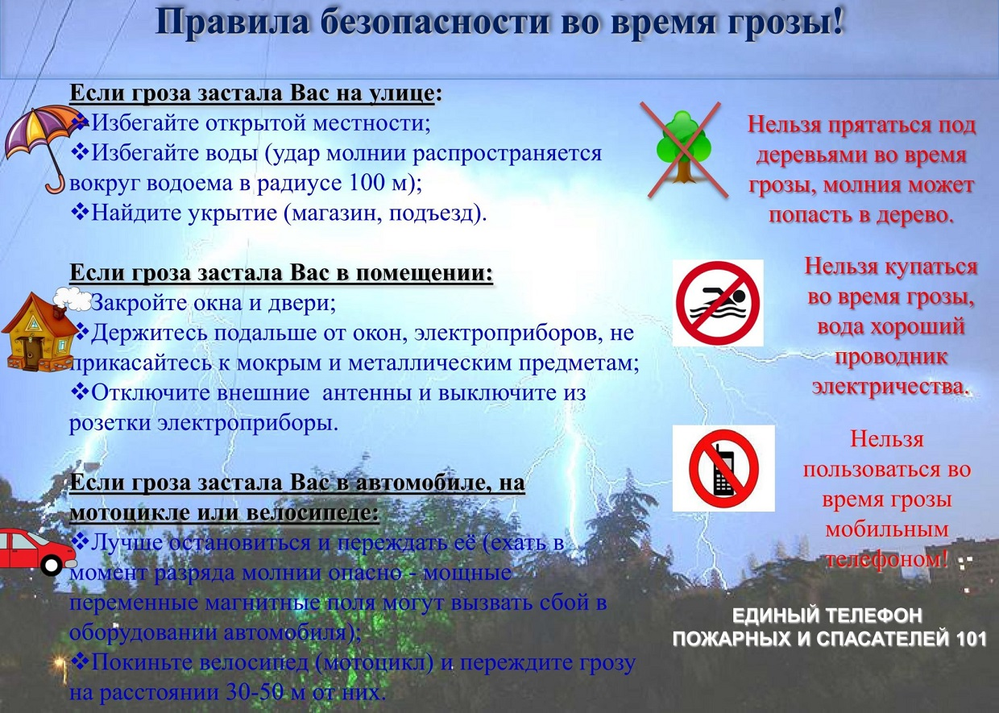 Правила безопасности во время грозы!
Если гроза застала Вас на улице:
❖Избегайте открытой местности;
❖Избегайте воды (удар молнии распространяется
вокруг водоема в радиусе 100 м);
❖Найдите укрытие (магазин, подъезд).
Если гроза застала Вас в помещении:
Закройте окна и двери;
❖Держитесь подальше от окон, электроприборов, не
прикасайтесь к мокрым и металлическим предметам;
❖Отключите внешние  антенны и выключите из
розетки электроприборы.
Если гроза застала Вас в автомобиле, на
мотоцикле или велосипеде:
❖Лучше остановиться и переждать её (ехать в
момент разряда молнии опасно - мощные
переменные магнитные поля могут вызвать сбой в
оборудовании автомобиля);
❖Покиньте велосипед (мотоцикл) и переждите грозу
на расстоянии 30-50 м от них.
Нельзя прятаться под
деревьями во время
грозы, молния может
попасть в дерево.
Нельзя купаться
во время грозы,
вода хороший
проводник
электричества.
Нельзя
пользоваться во
время грозы
мобильным
телефоном!
ЕДИНЫЙ ТЕЛЕФОН
ПОЖАРНЫХ И СПАСАТЕЛЕЙ 101